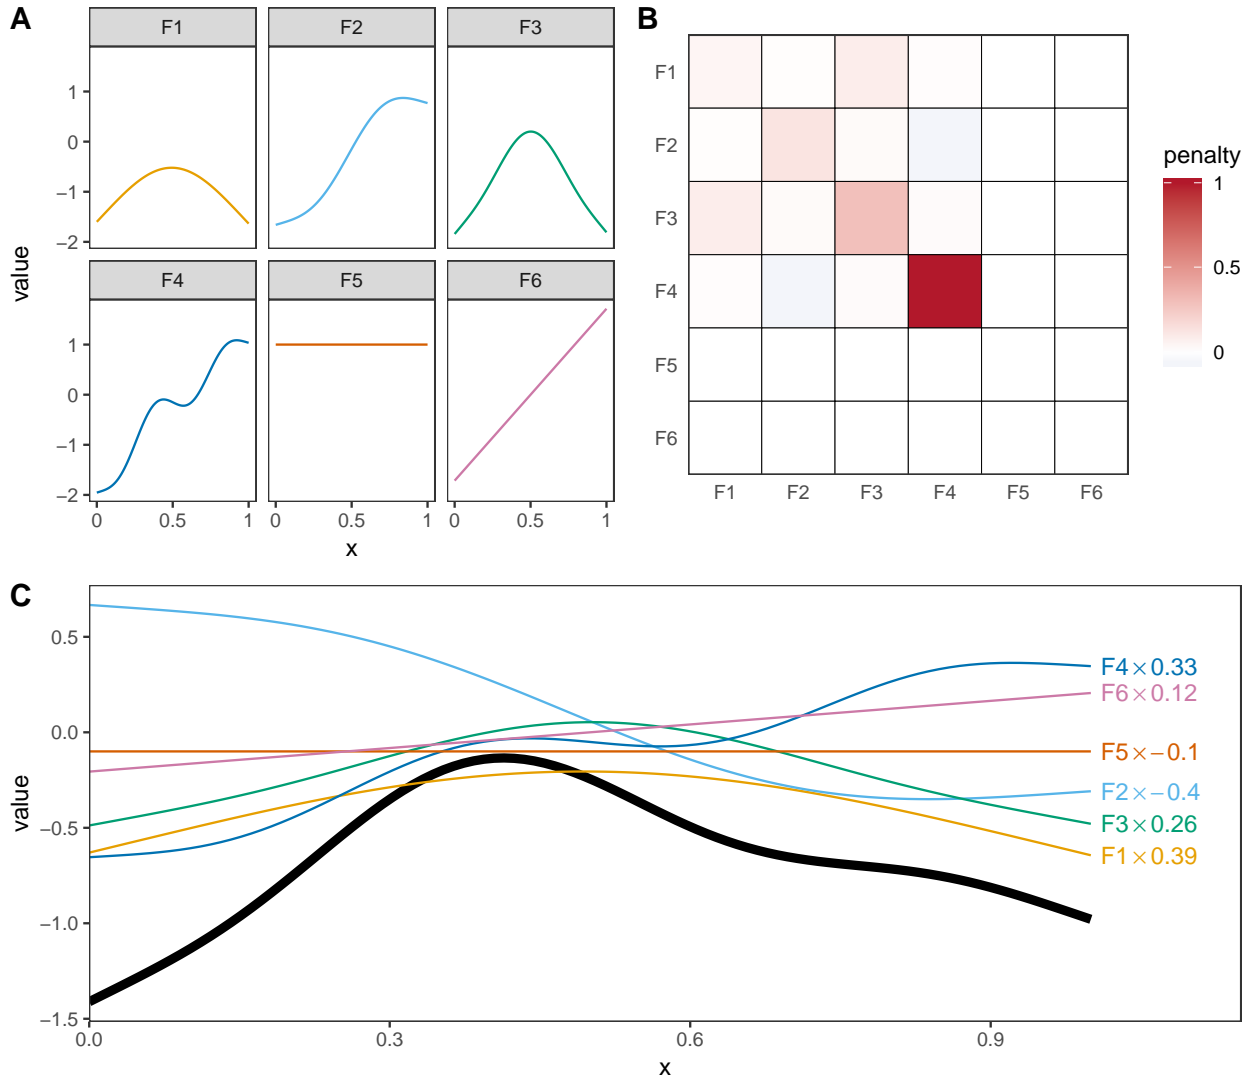 A
F1
F2
F3
value
1
0
−1
−2
F4
F5
F6
1
0
−1
−2
0
0.5
1
0
0.5
1
0
0.5
1
x
B
F1
F2
F3
F4
F5
F6
F1
F2
F3
F4
F5
F6
penalty
1
0.5
0
C
value
0.5
0.0
−0.5
−1.0
−1.5
0.0
0.3
0.6
0.9
x
F4×0.33
F6×0.12
F5×−0.1
F2×−0.4
F3×0.26
F1×0.39